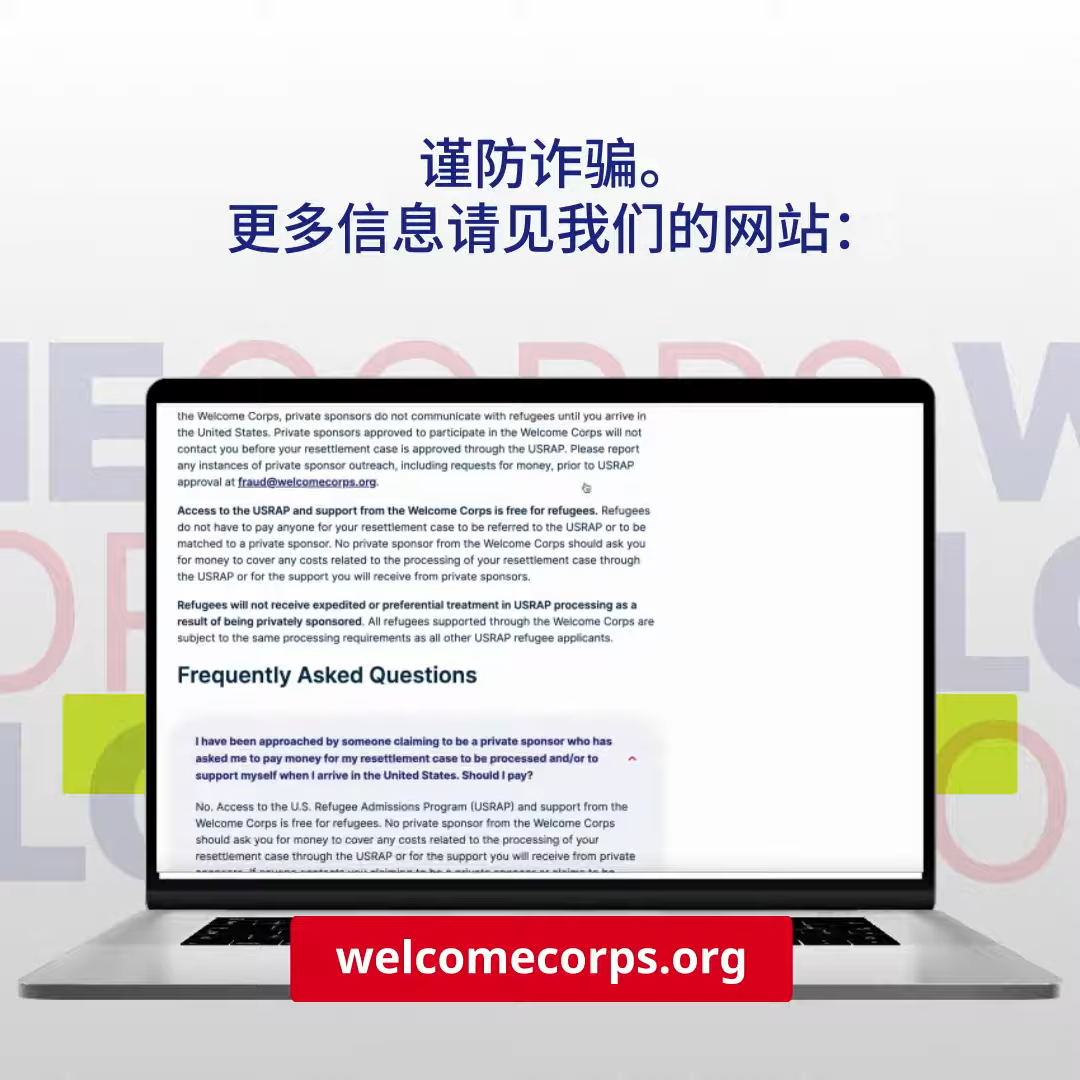 谨防诈骗。
更多信息请见我们的网站：
the Welcome Corps, private sponsors do not communicate with refugees until you arrive in
the United States. Private sponsors approved to participate in the Welcome Corps will not
contact you before your resettlement case is approved through the USRAP. Please report
any instances of private sponsor outreach, including requests for money, prior to USRAP
approval at fraud@welcomecorps.org.
Access to the USRAP and support from the Welcome Corps is free for refugees. Refugees
do not have to pay anyone for your resettlement case to be referred to the USRAP or to be
matched to a private sponsor. No private sponsor from the Welcome Corps should ask you
for money to cover any costs related to the processing of your resettlement case through
the USRAP or for the support you will receive from private sponsors.
Refugees will not receive expedited or preferential treatment in USRAP processing as a
result of being privately sponsored. All refugees supported through the Welcome Corps are
subject to the same processing requirements as all other USRAP refugee applicants.
Frequently Asked Questions
I have been approached by someone claiming to be a private sponsor who has
asked me to pay money for my resettlement case to be processed and/or to
support myself when I arrive in the United States. Should I pay?
No. Access to the U.S. Refugee Admissions Program (USRAP) and support from the
Welcome Corps is free for refugees. No private sponsor from the Welcome Corps
should ask you for money to cover any costs related to the processing of your
resettlement case through the USRAP or for the support you will receive from private
welcomecorps.org